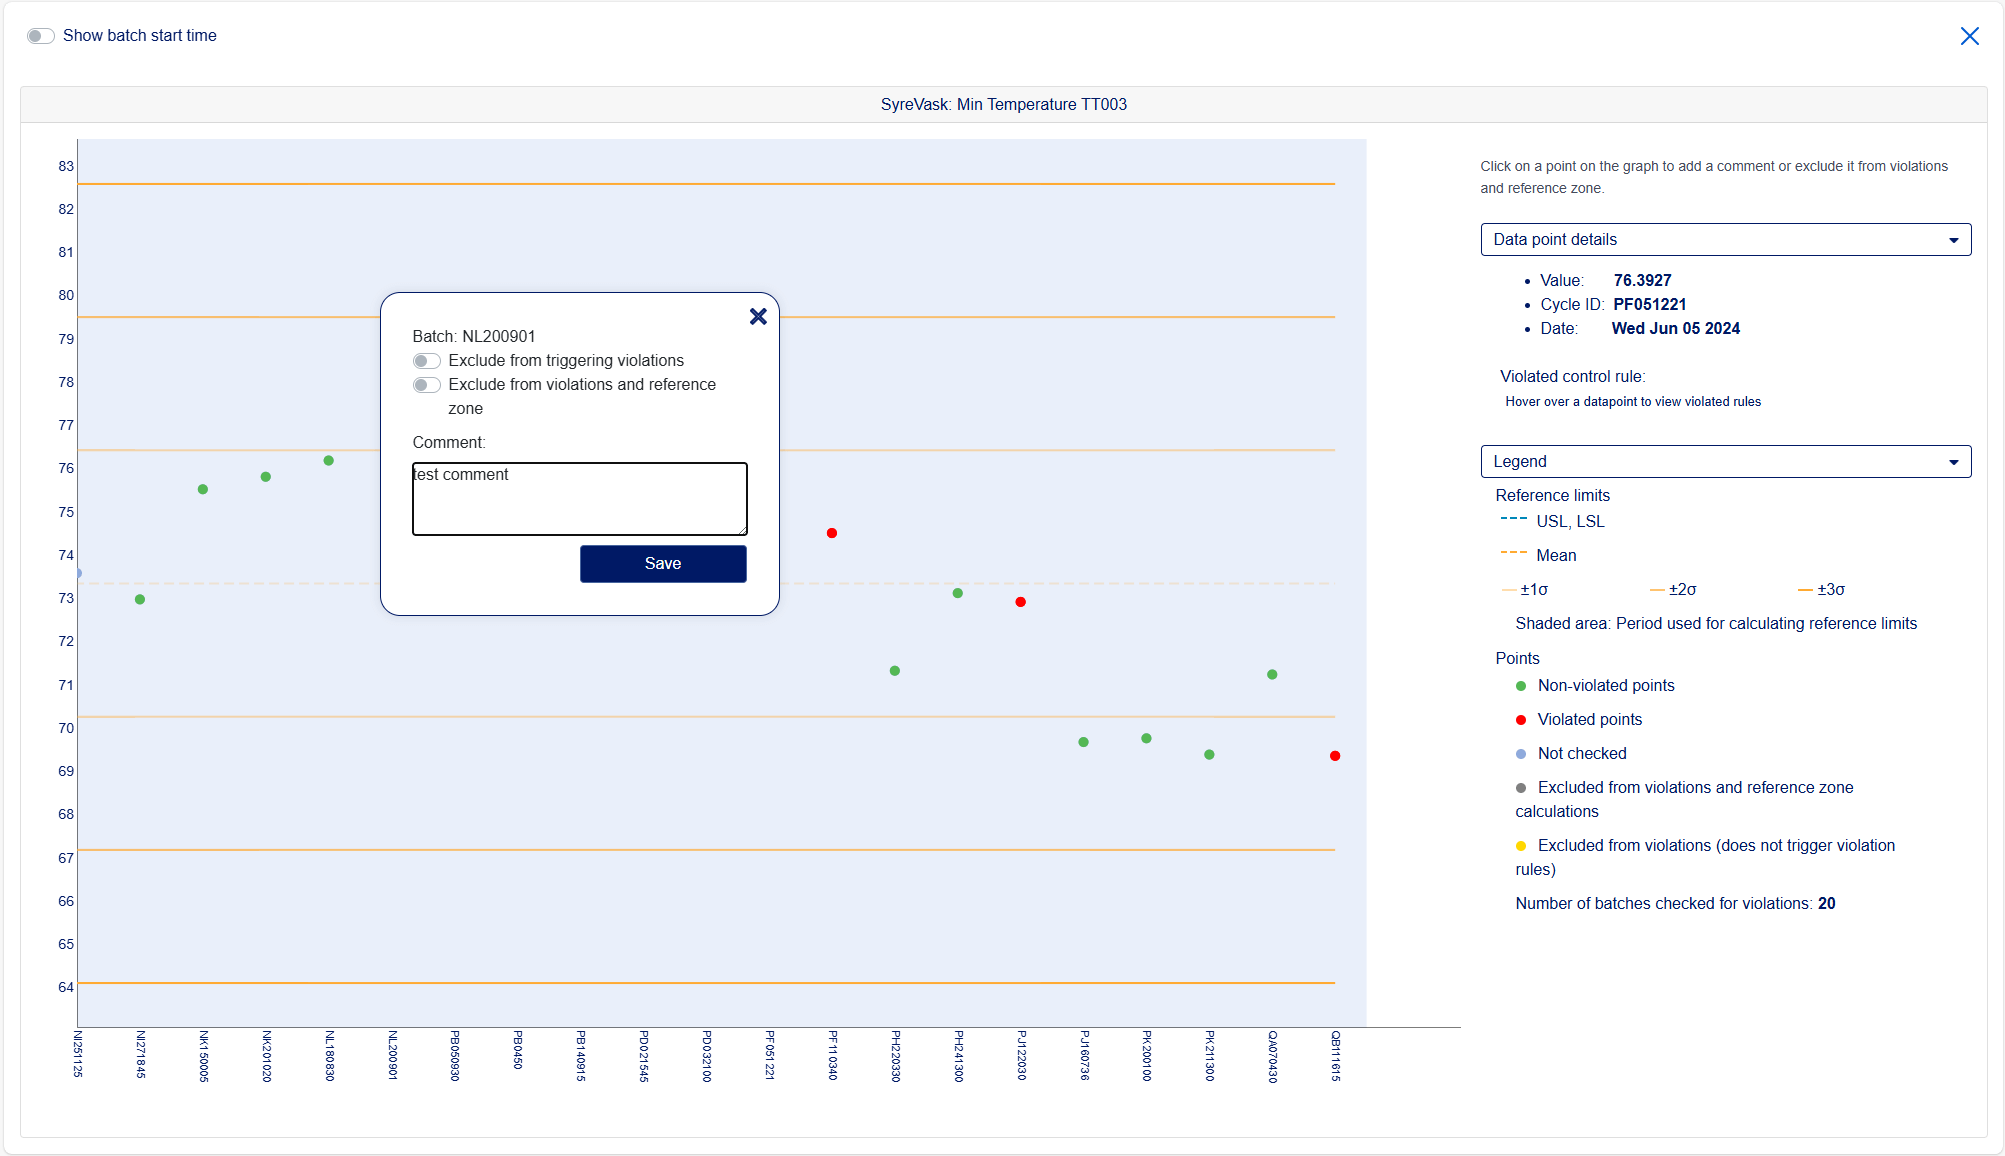 Show batch start time
SyreVask: Min Temperature TT003
83
82
81
80
79
78
77
76
75
74
73
72
71
70
69
68
67
66
65
64
NI251125
NI271845
NK150005
NK201020
NL180830
NL200901
PB050930
PB0450
PB140915
PD021545
PD032100
PF051221
PF110340
PH220330
PH241300
PJ122030
PJ160736
PK200100
PK211300
QA070430
QB111615
Batch: NL200901
Exclude from triggering violations
Exclude from violations and reference
zone
Comment:
test comment
Save
Click on a point on the graph to add a comment or exclude it from violations
and reference zone.
Data point details
Value: 76.3927
Cycle ID: PF051221
Date: Wed Jun 05 2024
Violated control rule:
Hover over a datapoint to view violated rules
Legend
Reference limits
USL, LSL
Mean
±1σ ±2σ ±3σ
Shaded area: Period used for calculating reference limits
Points
Non-violated points
Violated points
Not checked
Excluded from violations and reference zone
calculations
Excluded from violations (does not trigger violation
rules)
Number of batches checked for violations: 20